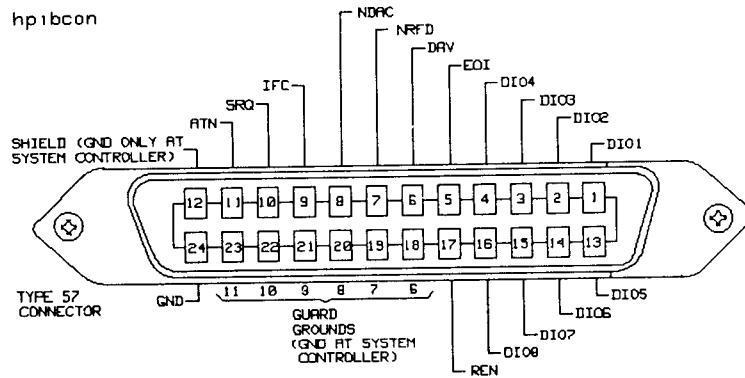 hpibcon
NDAC
NRFD
DAV
EOI
DIO4
DIO3
DIO2
DIO1
IFC
SRQ
ATN
SHIELD (GND ONLY AT
SYSTEM CONTROLLER)
12 11 10 9 8 7 6 5 4 3 2 1
24 23 22 21 20 19 18 17 16 15 14 13
TYPE 57
CONNECTOR
GND
11 10 9 8 7 6
GUARD
GROUNDS
(GND AT SYSTEM
CONTROLLER)
REN
DIO8
DIO7
DIO6
DIO5